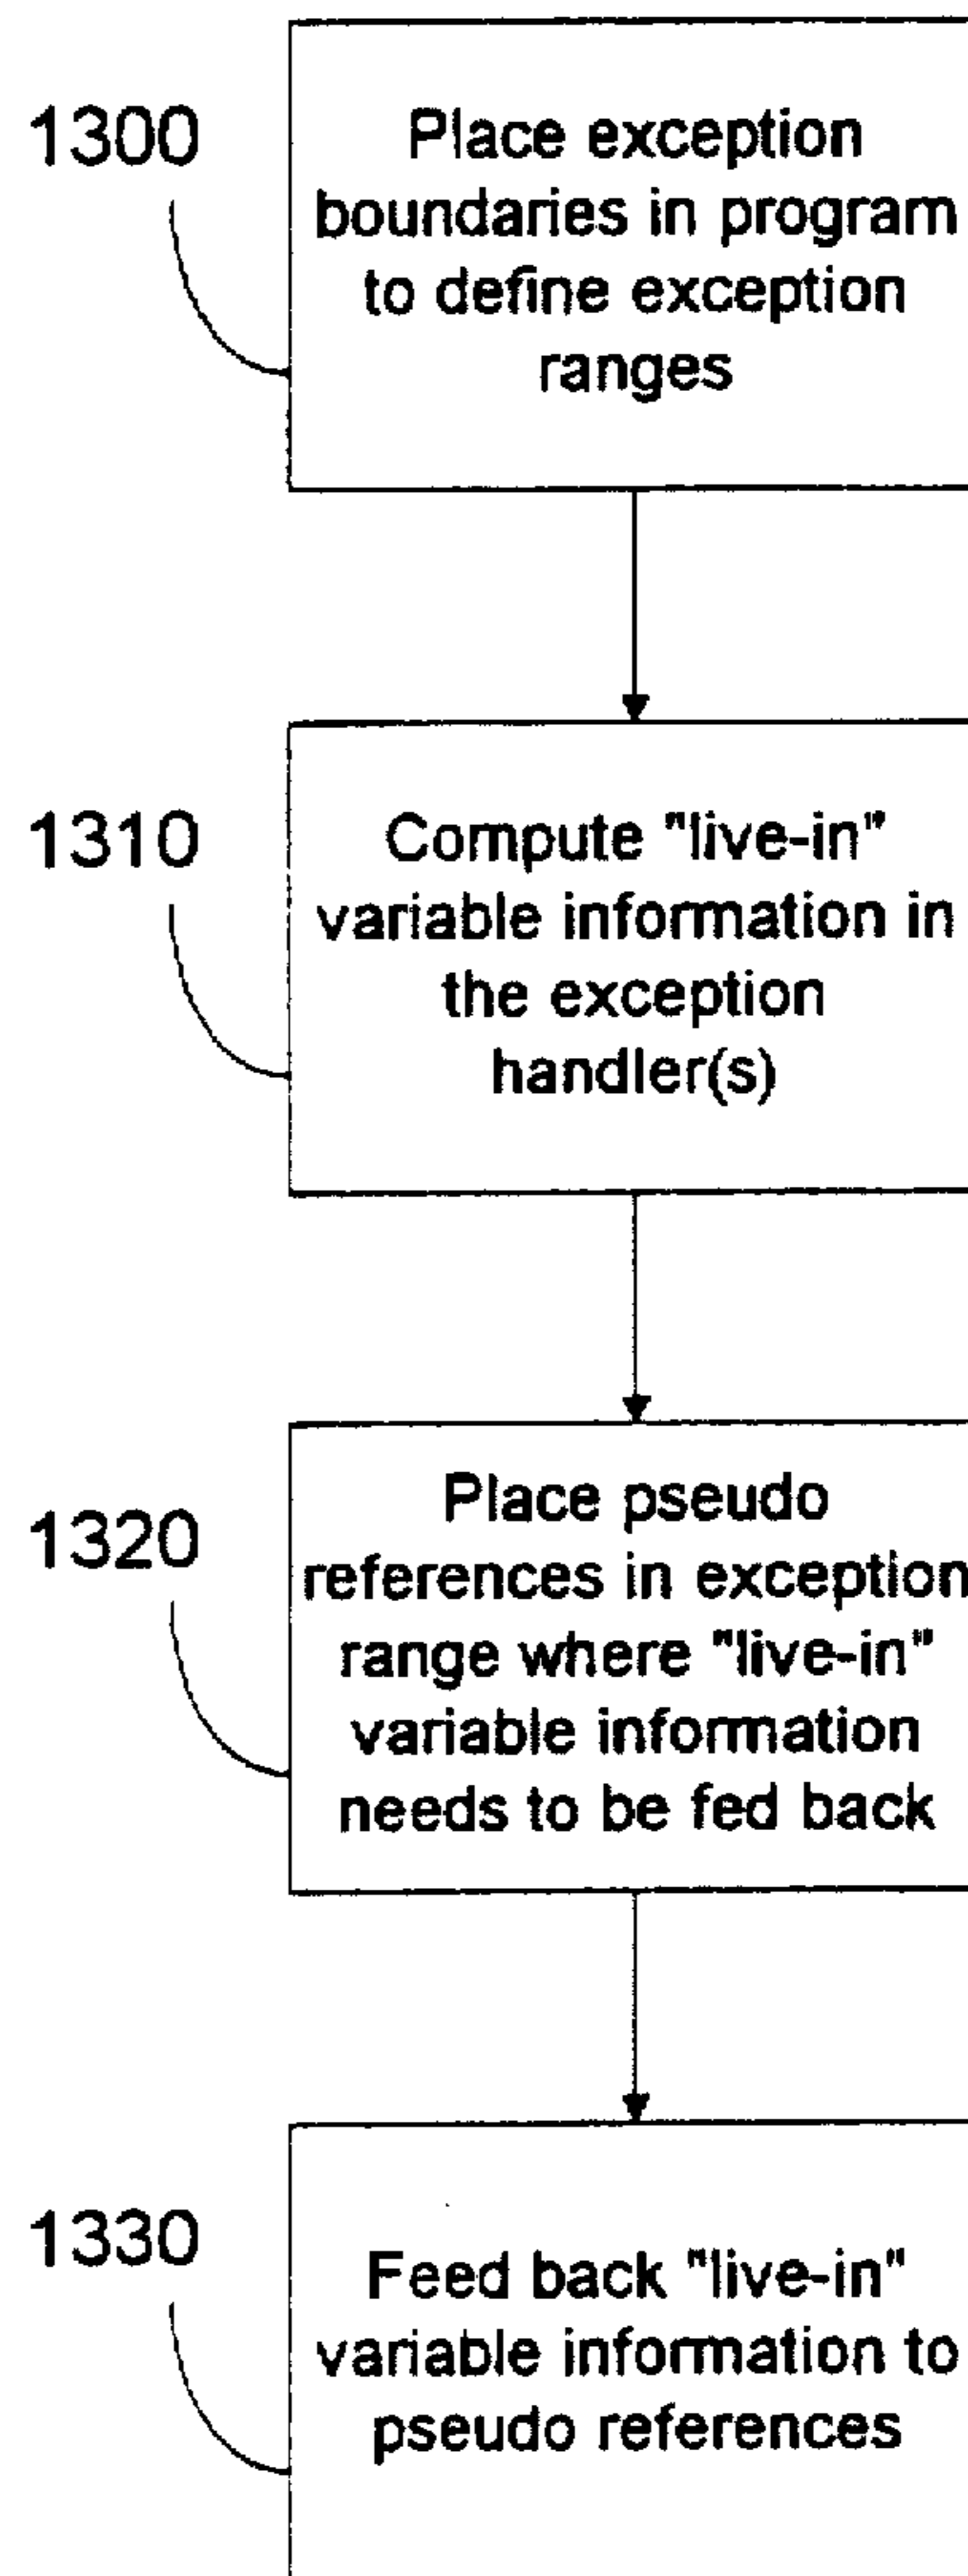 1300
Place exception
boundaries in program
to define exception
ranges
1310
Compute "live-in"
variable information in
the exception
handler(s)
1320
Place pseudo
references in exception
range where "live-in"
variable information
needs to be fed back
1330
Feed back "live-in"
variable information to
pseudo references